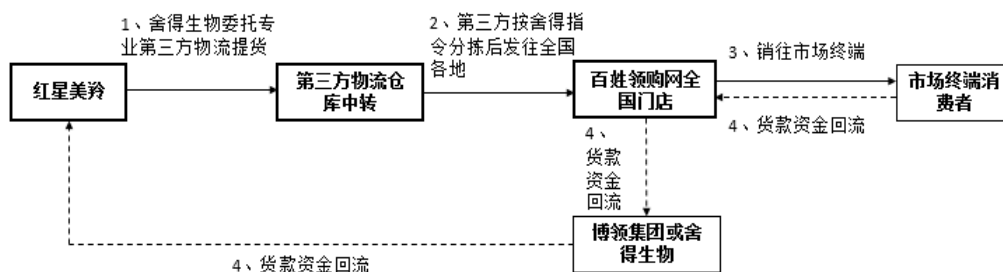 1、舍得生物委托专
业第三方物流提货
2、第三方按舍得指
令分拣后发往全国
各地
3、销往市场终端
红星美羚
第三方物流仓
库中转
百姓领购网全
国门店
市场终端消
费者
4、货款资金回流
4、
货款
资金
回流
博领集团或舍
得生物
4、货款资金回流